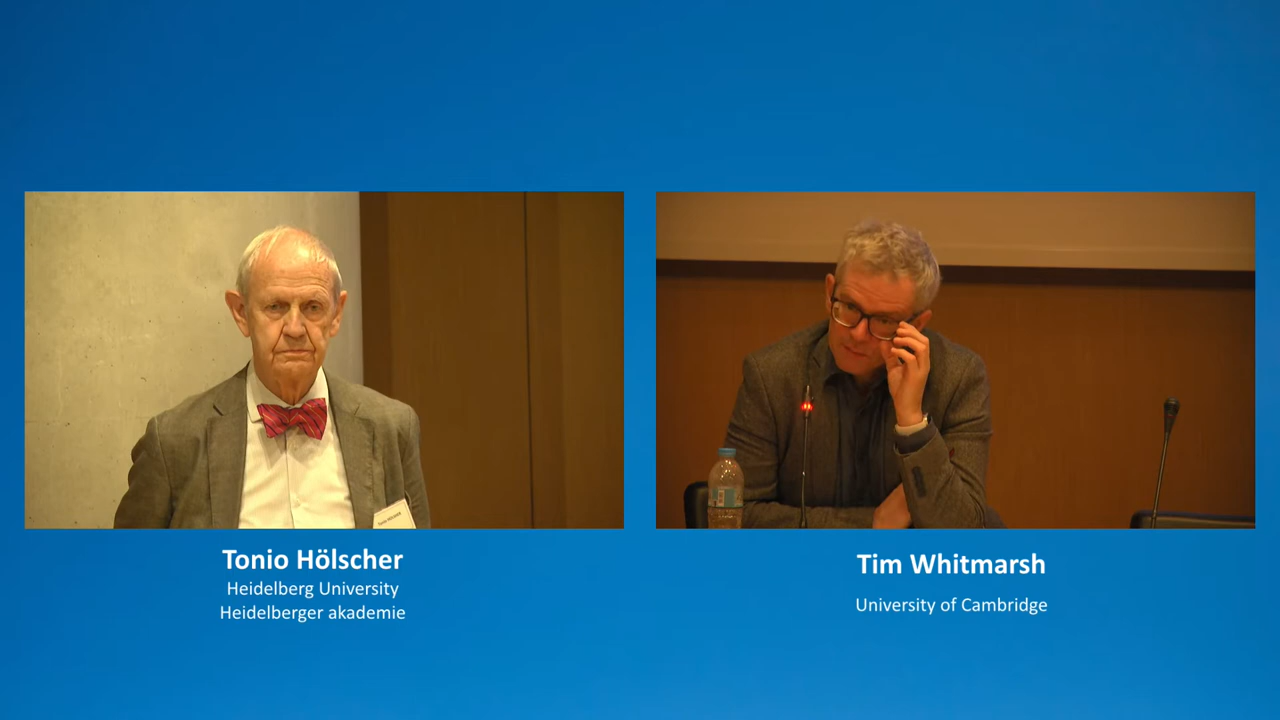 Tonio Hölscher
Heidelberg University
Heidelberger akademie
Tim Whitmarsh
University of Cambridge